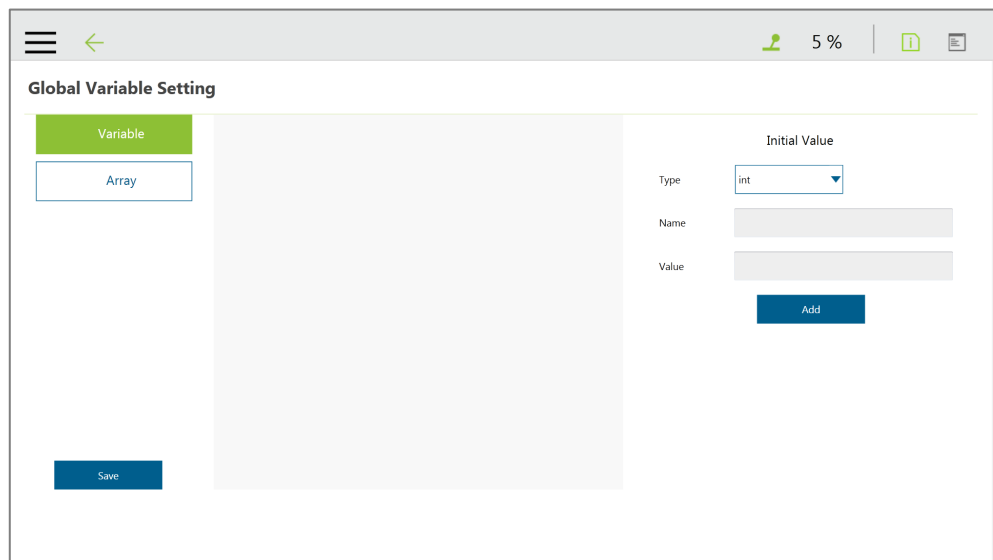 5 %
Global Variable Setting
Variable
Array
Initial Value
Type
int
Name
Value
Add
Save